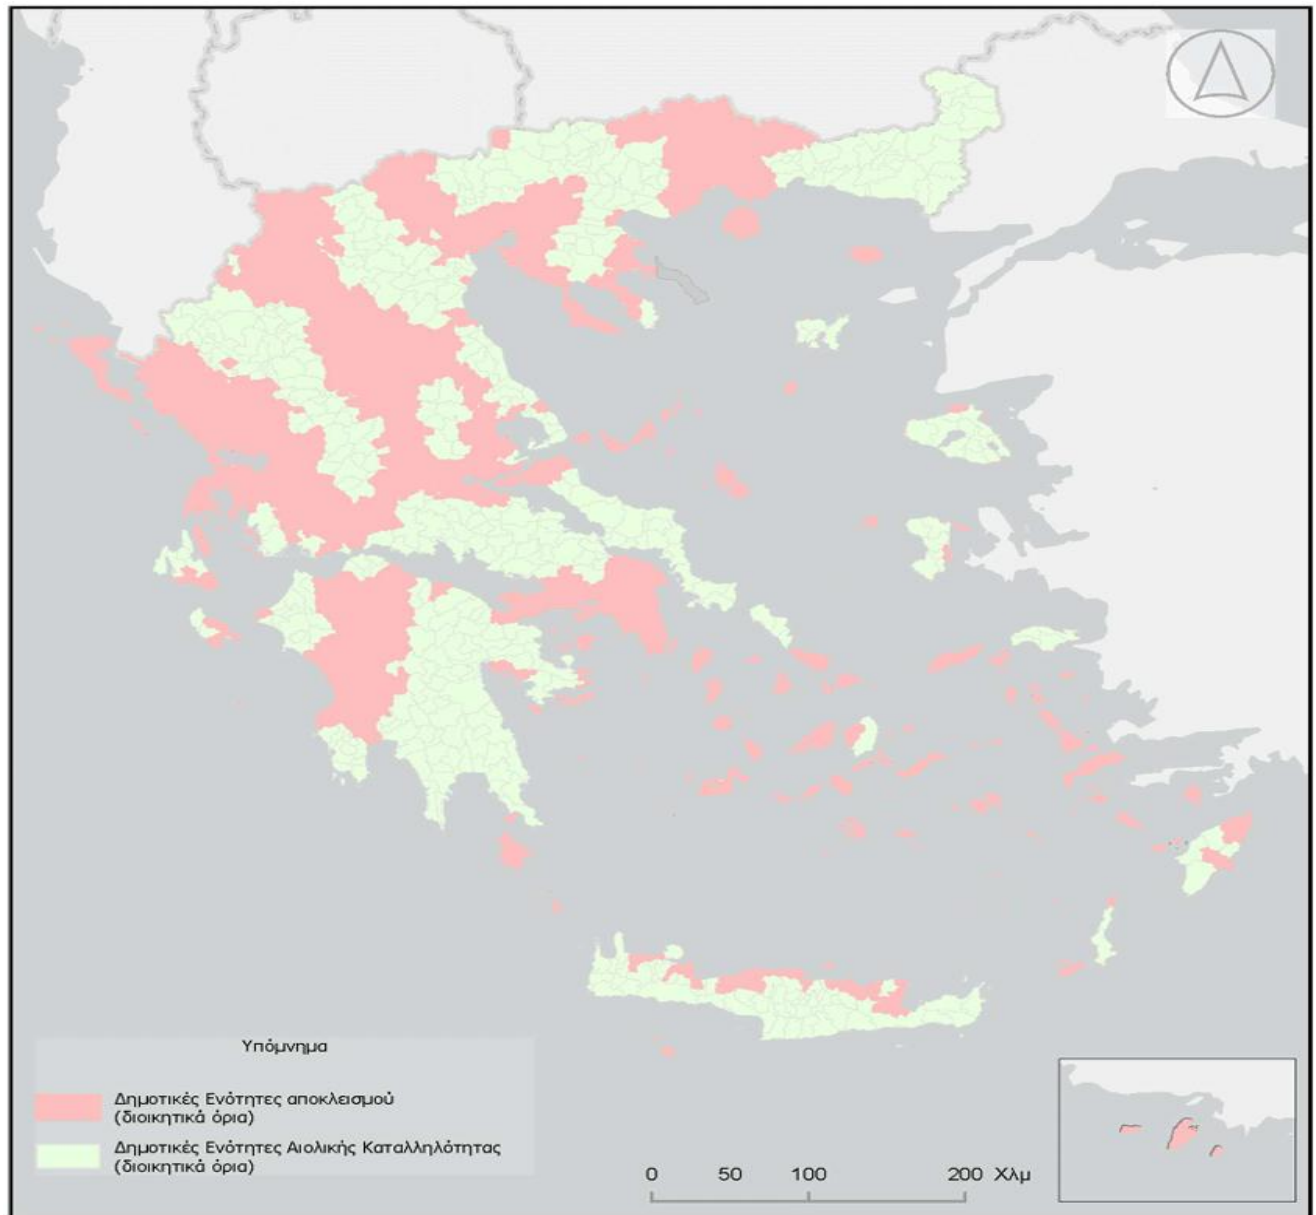 Υπόμνημα
Δημοτικές Ενότητες αποκλεισμού
(διοικητικά όρια)
Δημοτικές Ενότητες Αιολικής Καταλληλότητας
(διοικητικά όρια)
0 50 100 200 Χλμ